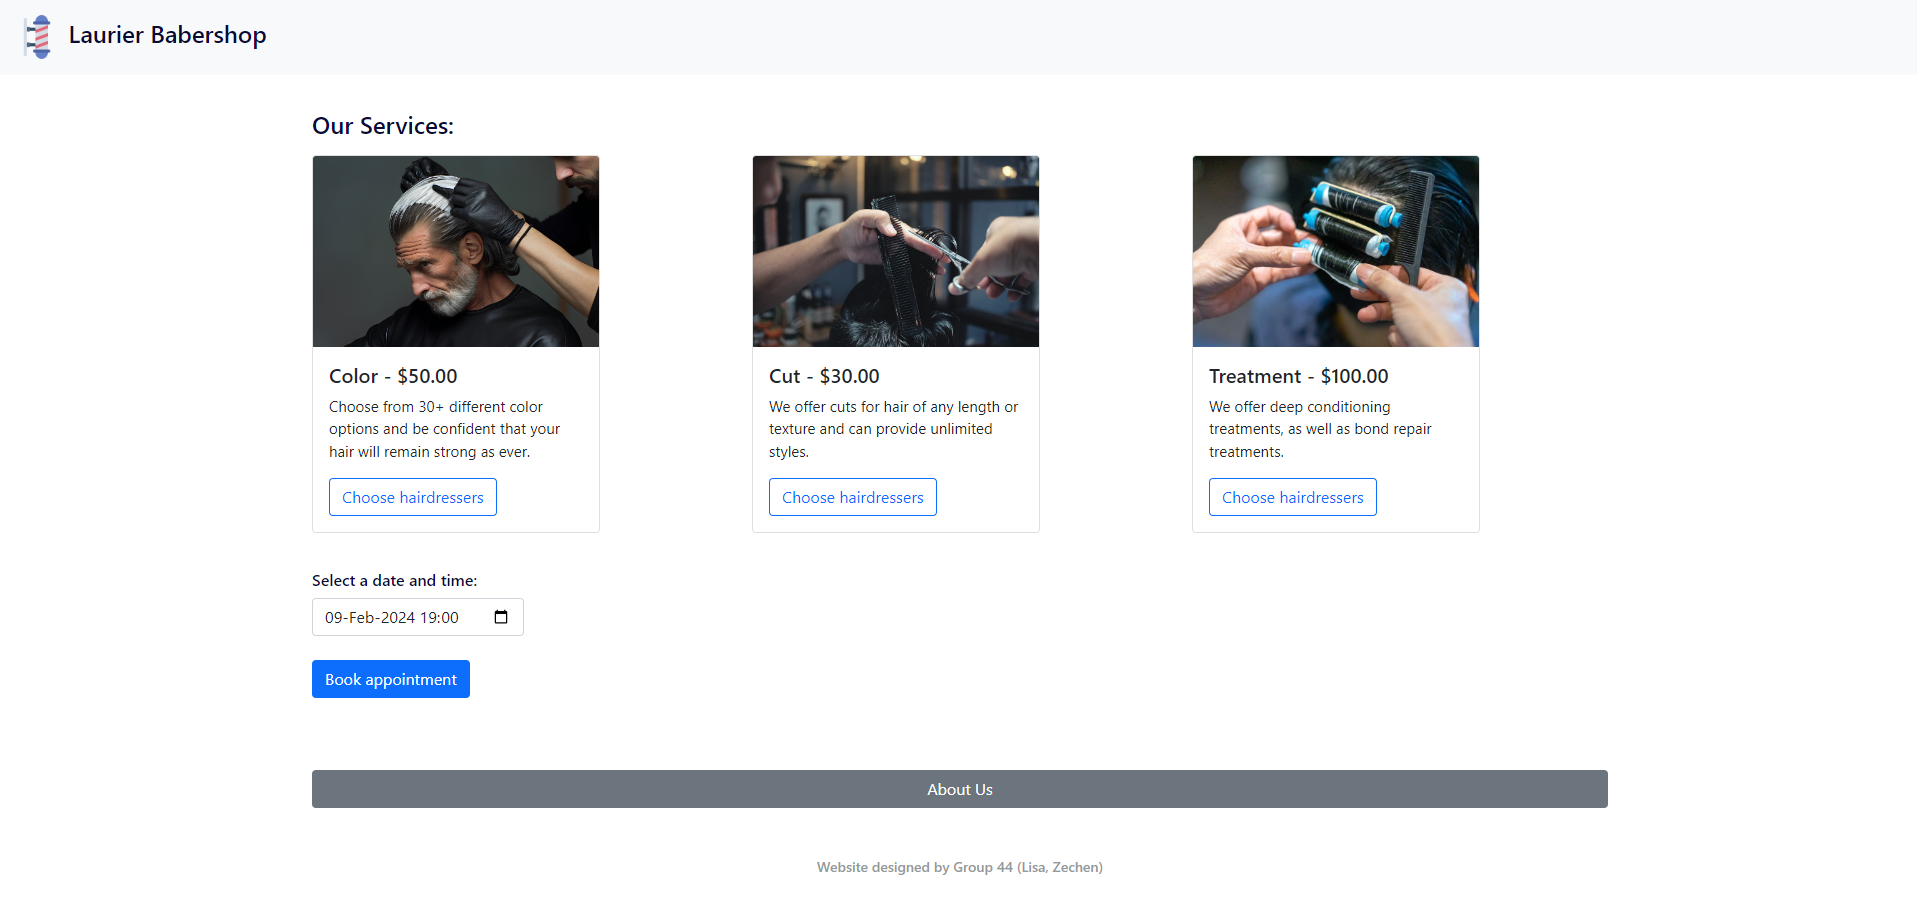 Laurier Babershop
Our Services:
Color - $50.00
Choose from 30+ different color
options and be confident that your
hair will remain strong as ever.
Choose hairdressers
Cut - $30.00
We offer cuts for hair of any length or
texture and can provide unlimited
styles.
Choose hairdressers
Treatment - $100.00
We offer deep conditioning
treatments, as well as bond repair
treatments.
Choose hairdressers
Select a date and time:
09-Feb-2024 19:00
Book appointment
About Us
Website designed by Group 44 (Lisa, Zechen)